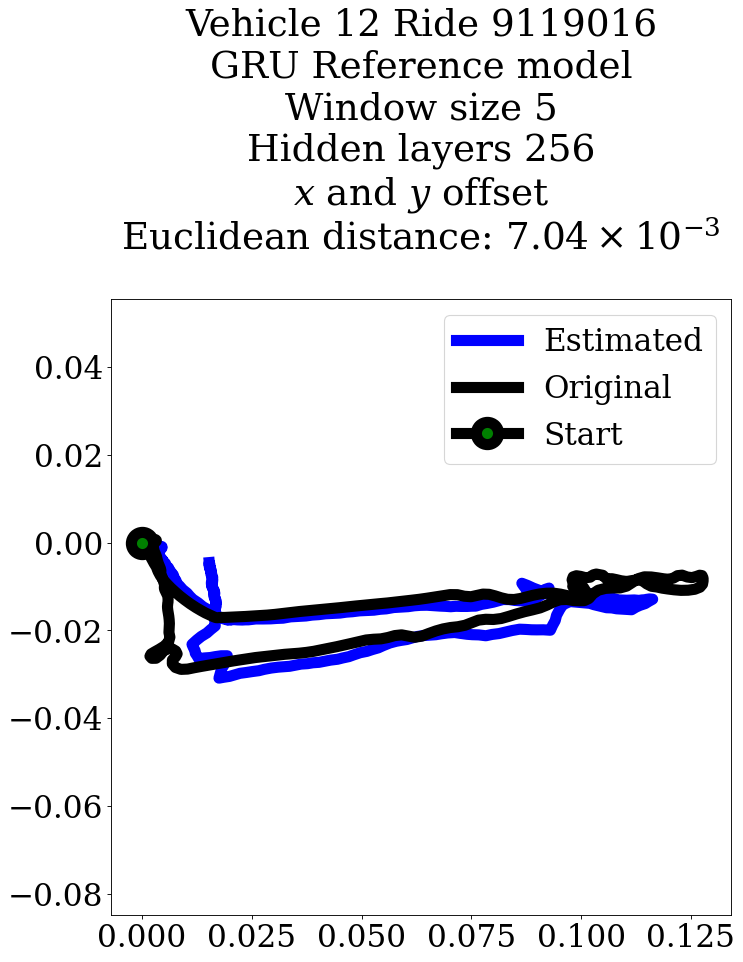 Vehicle 12 Ride 9119016
GRU Reference model
Window size 5
Hidden layers 256
x and y offset
Euclidean distance: 7.04 × 10⁻³
Estimated
Original
Start
0.04
0.02
0.00
−0.02
−0.04
−0.06
−0.08
0.000 0.025 0.050 0.075 0.100 0.125